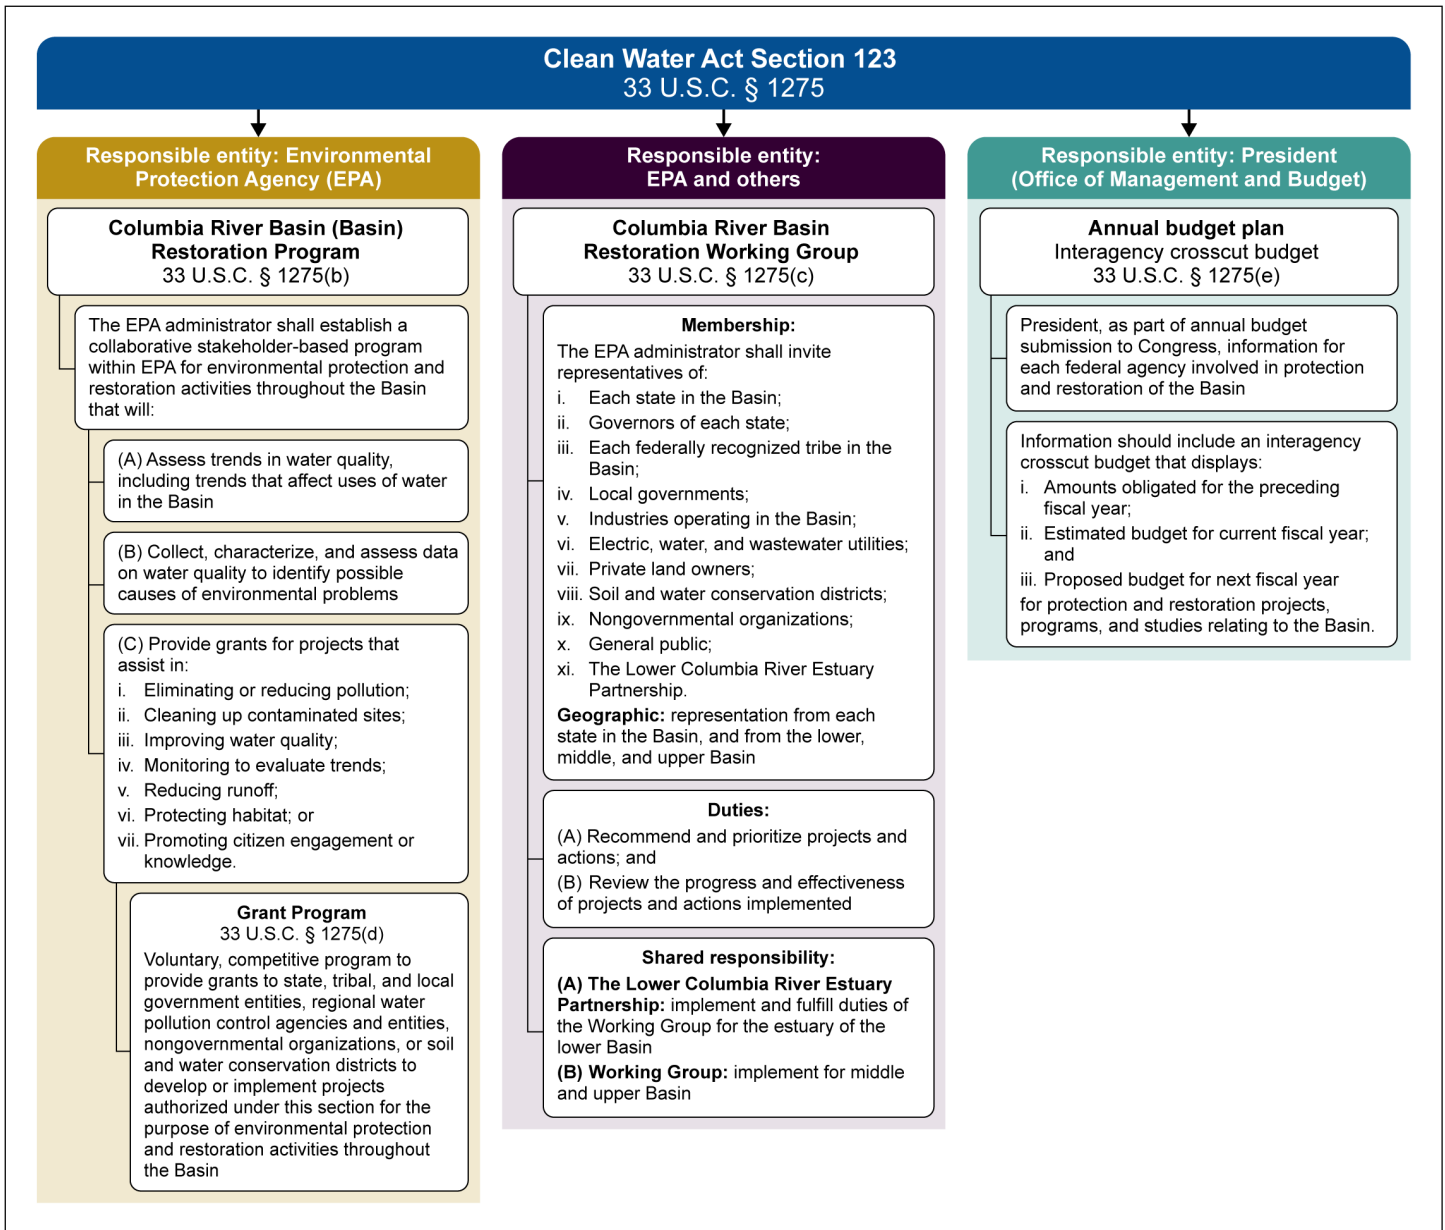 Clean Water Act Section 123
33 U.S.C. § 1275
Responsible entity: Environmental
Protection Agency (EPA)
Columbia River Basin (Basin)
Restoration Program
33 U.S.C. § 1275(b)
The EPA administrator shall establish a
collaborative stakeholder-based program
within EPA for environmental protection and
restoration activities throughout the Basin
that will:
(A) Assess trends in water quality,
including trends that affect uses of water
in the Basin
(B) Collect, characterize, and assess data
on water quality to identify possible
causes of environmental problems
(C) Provide grants for projects that
assist in:
i. Eliminating or reducing pollution;
ii. Cleaning up contaminated sites;
iii. Improving water quality;
iv. Monitoring to evaluate trends;
v. Reducing runoff;
vi. Protecting habitat; or
vii. Promoting citizen engagement or
knowledge.
Grant Program
33 U.S.C. § 1275(d)
Voluntary, competitive program to
provide grants to state, tribal, and local
government entities, regional water
pollution control agencies and entities,
nongovernmental organizations, or soil
and water conservation districts to
develop or implement projects
authorized under this section for the
purpose of environmental protection
and restoration activities throughout
the Basin
Responsible entity:
EPA and others
Columbia River Basin
Restoration Working Group
33 U.S.C. § 1275(c)
Membership:
The EPA administrator shall invite
representatives of:
i. Each state in the Basin;
ii. Governors of each state;
iii. Each federally recognized tribe in the
Basin;
iv. Local governments;
v. Industries operating in the Basin;
vi. Electric, water, and wastewater utilities;
vii. Private land owners;
viii. Soil and water conservation districts;
ix. Nongovernmental organizations;
x. General public;
xi. The Lower Columbia River Estuary
Partnership.
Geographic: representation from each
state in the Basin, and from the lower,
middle, and upper Basin
Duties:
(A) Recommend and prioritize projects and
actions; and
(B) Review the progress and effectiveness
of projects and actions implemented
Shared responsibility:
(A) The Lower Columbia River Estuary
Partnership: implement and fulfill duties of
the Working Group for the estuary of the
lower Basin
(B) Working Group: implement for middle
and upper Basin
Responsible entity: President
(Office of Management and Budget)
Annual budget plan
Interagency crosscut budget
33 U.S.C. § 1275(e)
President, as part of annual budget
submission to Congress, information for
each federal agency involved in protection
and restoration of the Basin
Information should include an interagency
crosscut budget that displays:
i. Amounts obligated for the preceding
fiscal year;
ii. Estimated budget for current fiscal year;
and
iii. Proposed budget for next fiscal year
for protection and restoration projects,
programs, and studies relating to the Basin.